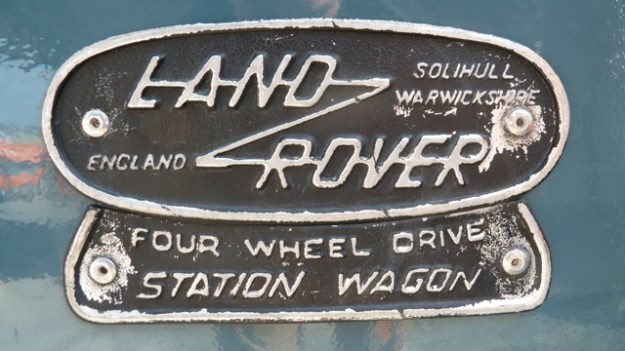 LAND
SOLIHULL
WARWICKSHIRE
ENGLAND
ROVER
FOUR WHEEL DRIVE
STATION WAGON